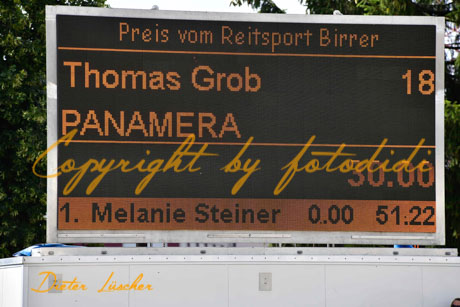 Preis vom Reitsport Birrer
Thomas Grob 18
PANAMERA
Copyright by fotodidi
50.00
1. Melanie Steiner 0.00 51.22
Dieter Lüscher